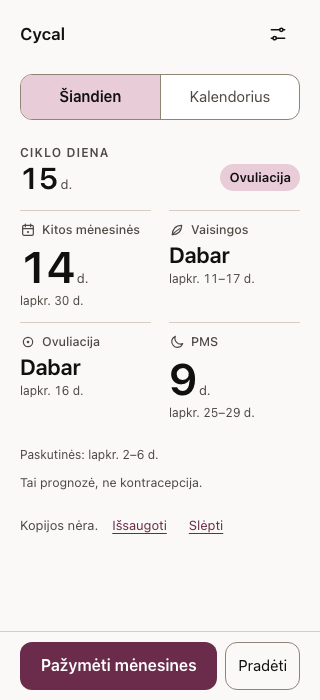 Cycal
Šiandien
Kalendorius
CIKLO DIENA
15 d.
Ovuliacija
Kitos mėnesinės
14 d.
lapkr. 30 d.
Vaisingos
Dabar
lapkr. 11–17 d.
Ovuliacija
Dabar
lapkr. 16 d.
PMS
9 d.
lapkr. 25–29 d.
Paskutinės: lapkr. 2–6 d.
Tai prognozė, ne kontracepcija.
Kopijos nėra. Išsaugoti Slėpti
Pažymėti mėnesines
Pradėti